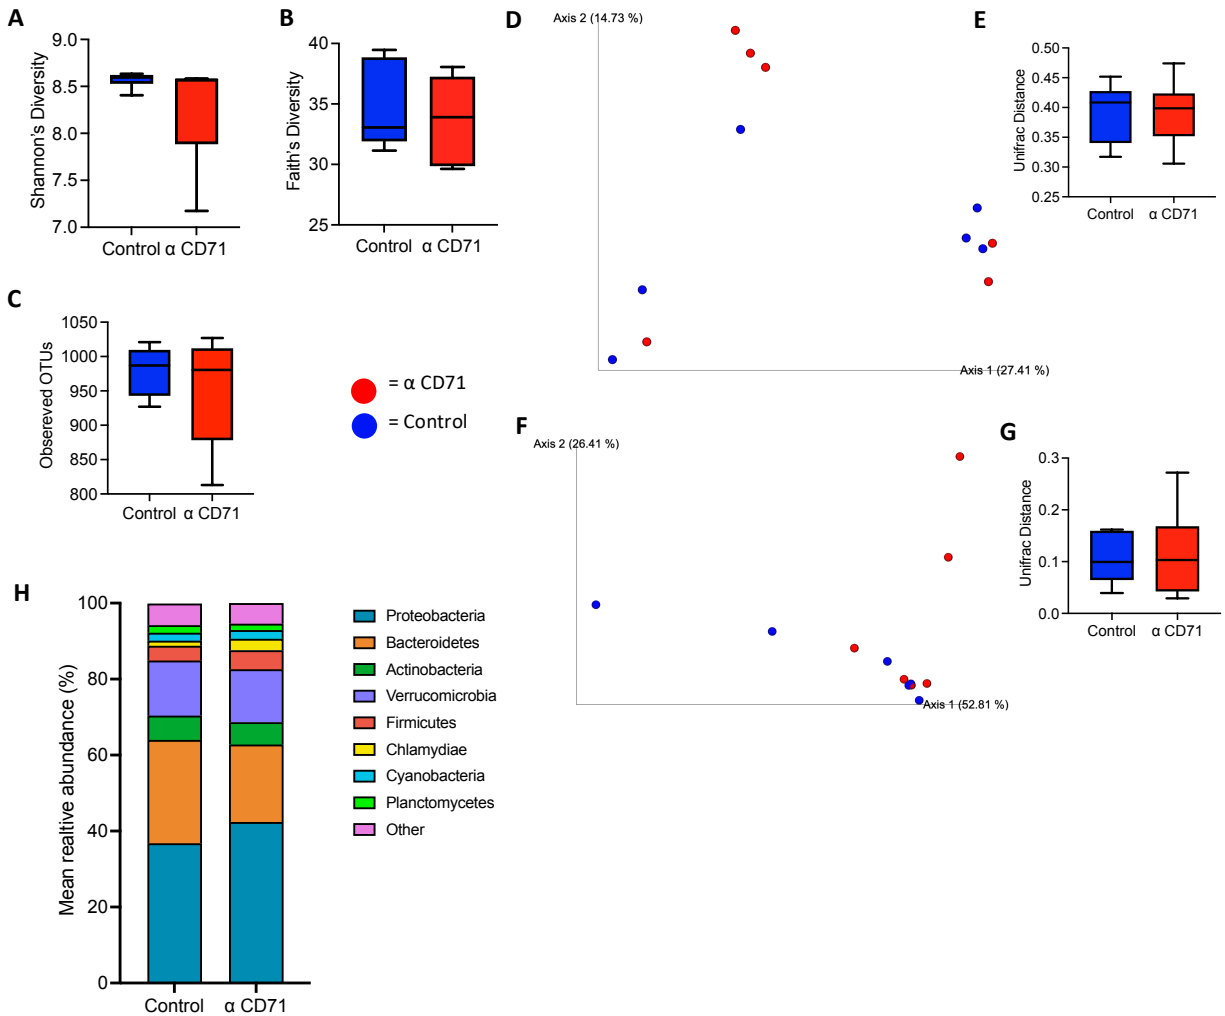 A
Shannon's Diversity
9.0
8.5
8.0
7.5
7.0
Control α CD71
B
Faith's Diversity
40
35
30
25
Control α CD71
C
Obsereved OTUs
1050
1000
950
900
850
800
Control α CD71
= α CD71
= Control
D
Axis 2 (14.73 %)
Axis 1 (27.41 %)
E
Unifrac Distance
0.50
0.45
0.40
0.35
0.30
0.25
Control α CD71
F
Axis 2 (26.41 %)
Axis 1 (52.81 %)
G
Unifrac Distance
0.3
0.2
0.1
0.0
Control α CD71
H
Mean realtive abundance (%)
100
80
60
40
20
0
Control α CD71
Proteobacteria
Bacteroidetes
Actinobacteria
Verrucomicrobia
Firmicutes
Chlamydiae
Cyanobacteria
Planctomycetes
Other